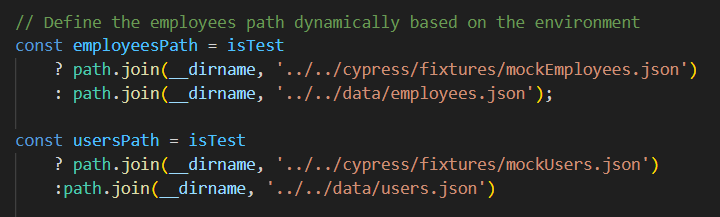 // Define the employees path dynamically based on the environment
const employeesPath = isTest
    ? path.join(__dirname, '../../cypress/fixtures/mockEmployees.json')
    : path.join(__dirname, '../../data/employees.json');

const usersPath = isTest
    ? path.join(__dirname, '../../cypress/fixtures/mockUsers.json')
    :path.join(__dirname, '../../data/users.json')